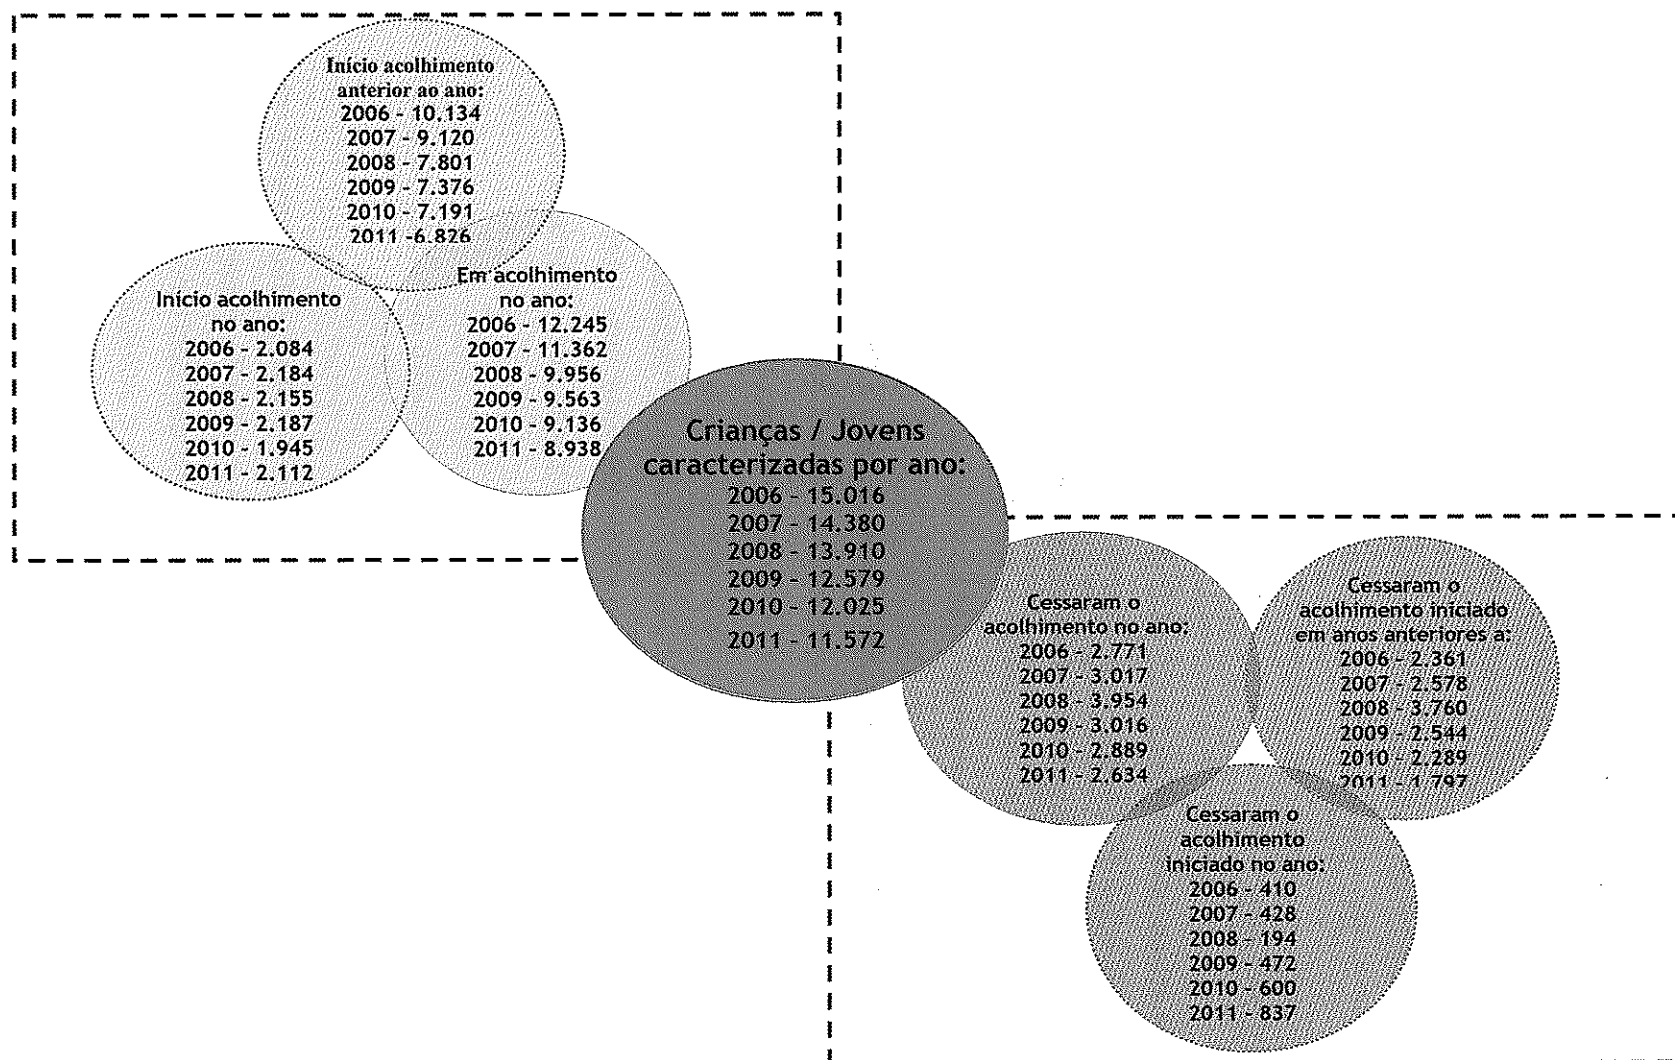 Início acolhimento
anterior ao ano:
2006 - 10.134
2007 - 9.120
2008 - 7.801
2009 - 7.376
2010 - 7.191
2011 -6.826
Início acolhimento
no ano:
2006 - 2.084
2007 - 2.184
2008 - 2.155
2009 - 2.187
2010 - 1.945
2011 - 2.112
Em acolhimento
no ano:
2006 - 12.245
2007 - 11.362
2008 - 9.956
2009 - 9.563
2010 - 9.136
2011 - 8.938
Crianças / Jovens
caracterizadas por ano:
2006 - 15.016
2007 - 14.380
2008 - 13.910
2009 - 12.579
2010 - 12.025
2011 - 11.572
Cessaram o
acolhimento no ano:
2006 - 2.771
2007 - 3.017
2008 - 3.954
2009 - 3.016
2010 - 2.889
2011 - 2.634
Cessaram o
acolhimento iniciado
em anos anteriores a:
2006 - 2.361
2007 - 2.578
2008 - 3.760
2009 - 2.544
2010 - 2.289
2011 - 1.797
Cessaram o
acolhimento
iniciado no ano:
2006 - 410
2007 - 428
2008 - 194
2009 - 472
2010 - 600
2011 - 837